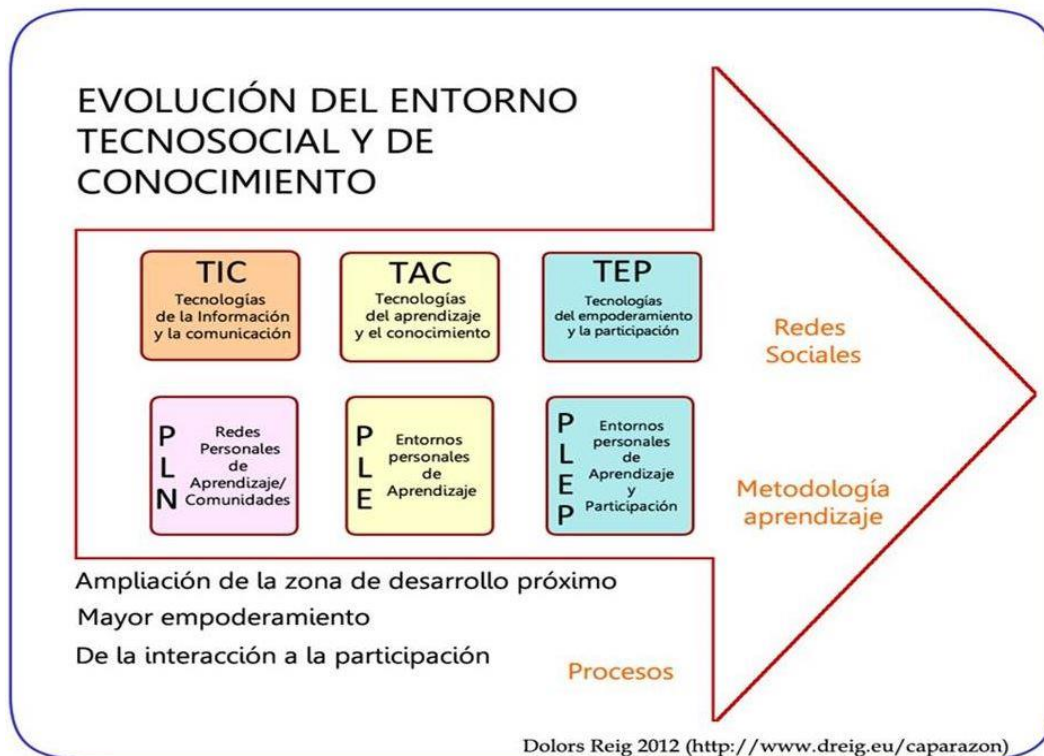 EVOLUCIÓN DEL ENTORNO
TECNOSOCIAL Y DE
CONOCIMIENTO
TIC
Tecnologías
de la Información
y la comunicación
TAC
Tecnologías
del aprendizaje
y el conocimiento
TEP
Tecnologías
del empoderamiento
y la participación
Redes
Sociales
PLN
Redes
Personales
de
Aprendizaje/
Comunidades
PLE
Entornos
personales
de
Aprendizaje
PLEP
Entornos
personales
de
Aprendizaje
y
Participación
Metodología
aprendizaje
Ampliación de la zona de desarrollo próximo
Mayor empoderamiento
De la interacción a la participación
Procesos
Dolors Reig 2012 (http://www.dreig.eu/caparazon)